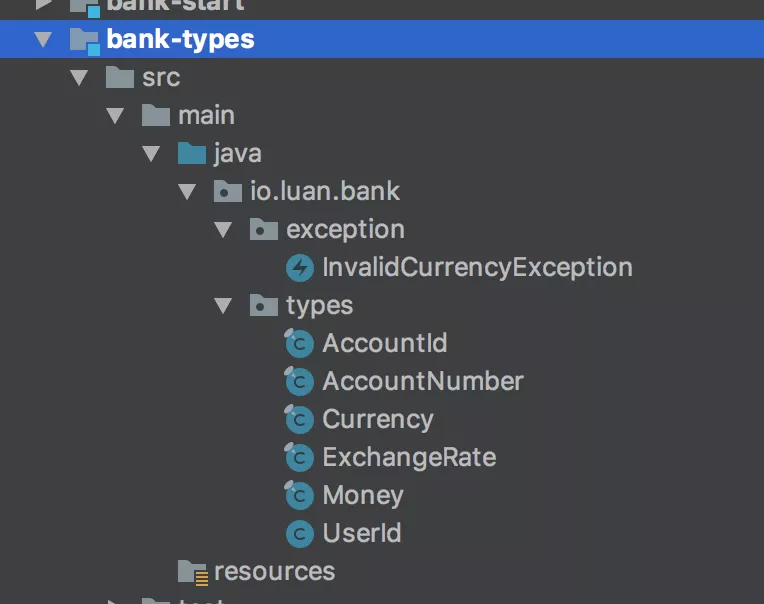 bank-start
bank-types
src
main
java
io.luan.bank
exception
InvalidCurrencyException
types
AccountId
AccountNumber
Currency
ExchangeRate
Money
UserId
resources
test